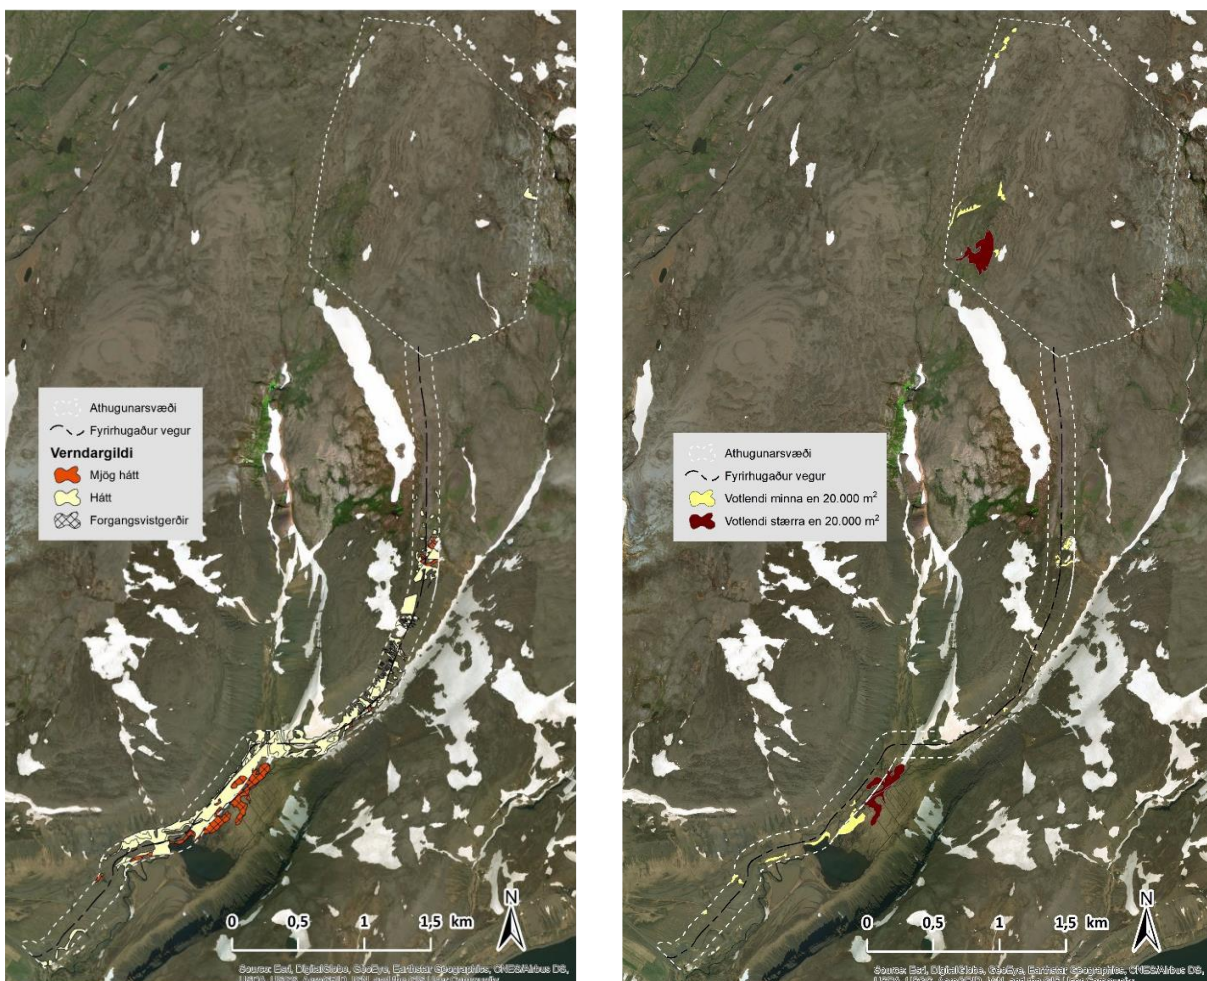 Athugunarsvæði
Fyrirhugaður vegur
Verndargildi
Mjög hátt
Hátt
Forgangsvistgerðir
N
0 0,5 1 1,5 km
Source: Esri, DigitalGlobe, GeoEye, Earthstar Geographics, CNES/Airbus DS,
Athugunarsvæði
Fyrirhugaður vegur
Votlendi minna en 20.000 m²
Votlendi stærra en 20.000 m²
N
0 0,5 1 1,5 km
Source: Esri, DigitalGlobe, GeoEye, Earthstar Geographics, CNES/Airbus DS,